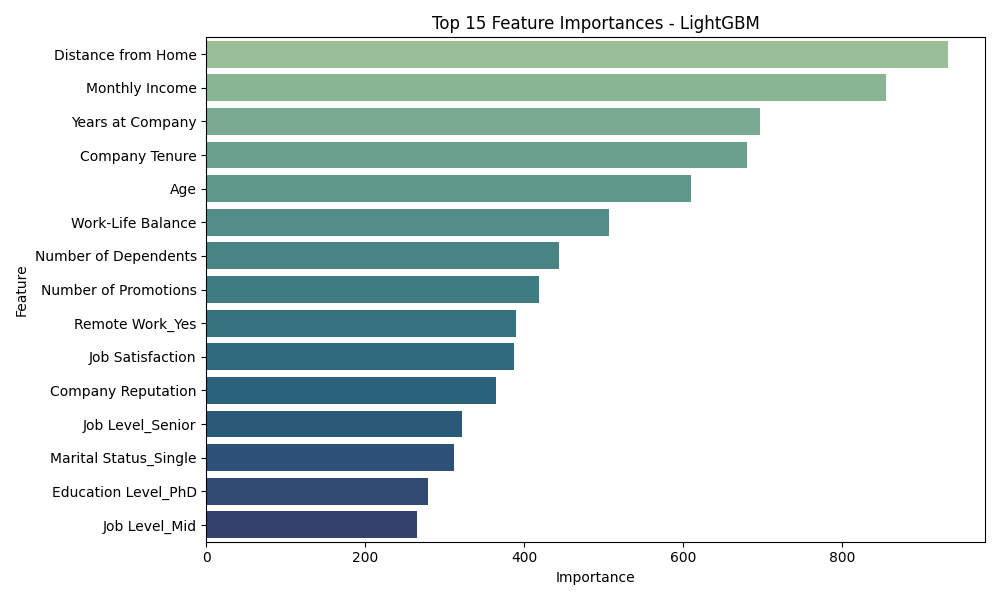 Top 15 Feature Importances - LightGBM
Distance from Home
Monthly Income
Years at Company
Company Tenure
Age
Work-Life Balance
Number of Dependents
Number of Promotions
Remote Work_Yes
Job Satisfaction
Company Reputation
Job Level_Senior
Marital Status_Single
Education Level_PhD
Job Level_Mid
Feature
0 200 400 600 800
Importance